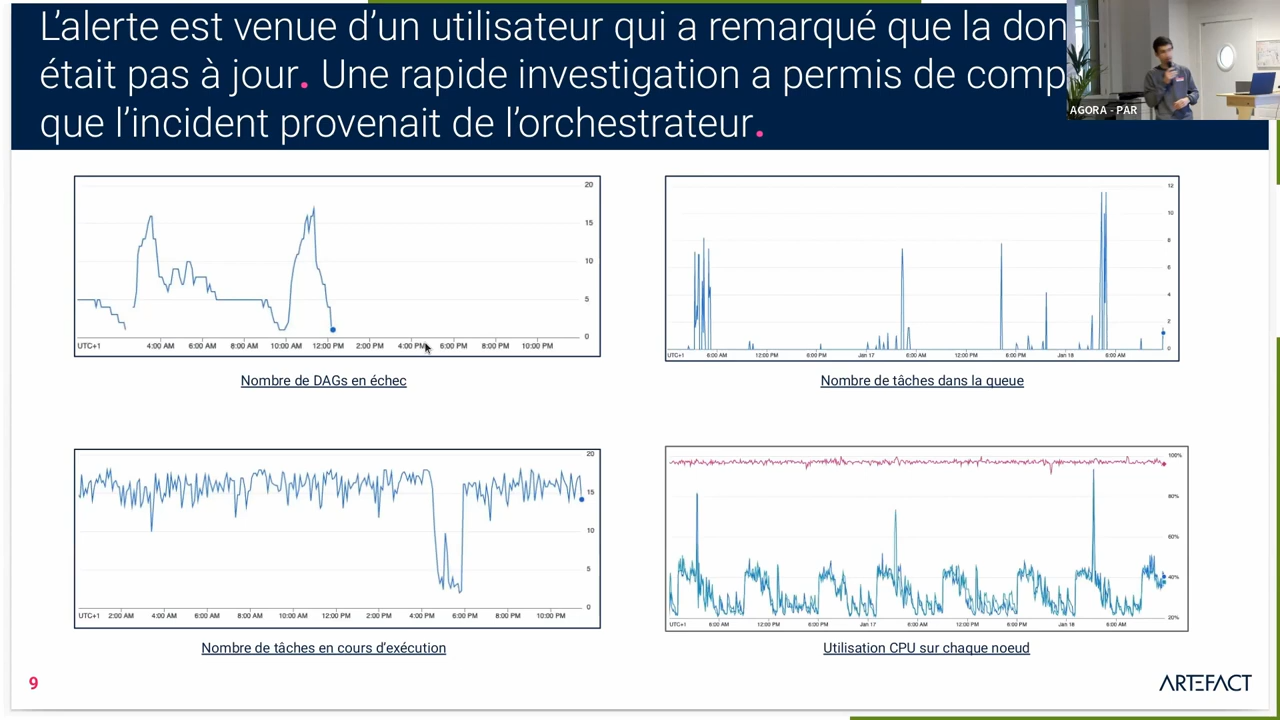 L'alerte est venue d'un utilisateur qui a remarqué que la don
était pas à jour. Une rapide investigation a permis de comp
que l'incident provenait de l'orchestrateur.
AGORA - PAR
20
15
10
5
0
UTC+1 4:00 AM 6:00 AM 8:00 AM 10:00 AM 12:00 PM 2:00 PM 4:00 PM 6:00 PM 8:00 PM 10:00 PM
Nombre de DAGs en échec
12
10
8
6
4
2
0
UTC+1 6:00 AM 12:00 PM 6:00 PM Jan 17 6:00 AM 12:00 PM 6:00 PM Jan 18 6:00 AM
Nombre de tâches dans la queue
20
15
10
5
0
UTC+1 2:00 AM 4:00 AM 6:00 AM 8:00 AM 10:00 AM 12:00 PM 2:00 PM 4:00 PM 6:00 PM 8:00 PM 10:00 PM
Nombre de tâches en cours d'exécution
100%
80%
60%
40%
20%
UTC+1 6:00 AM 12:00 PM 6:00 PM Jan 17 6:00 AM 12:00 PM 6:00 PM Jan 18 6:00 AM
Utilisation CPU sur chaque noeud
9
ARTEFACT